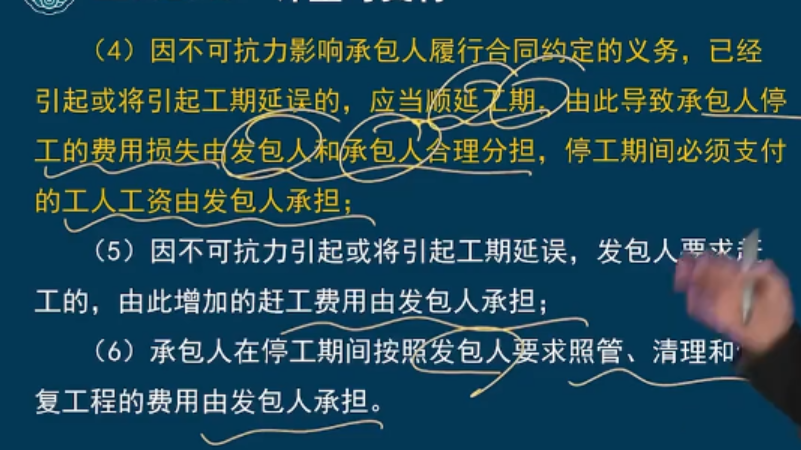 （4）因不可抗力影响承包人履行合同约定的义务，已经
引起或将引起工期延误的，应当顺延工期，由此导致承包人停
工的费用损失由发包人和承包人合理分担，停工期间必须支付
的工人工资由发包人承担；
（5）因不可抗力引起或将引起工期延误，发包人要求赶
工的，由此增加的赶工费用由发包人承担；
（6）承包人在停工期间按照发包人要求照管、清理和
复工程的费用由发包人承担。